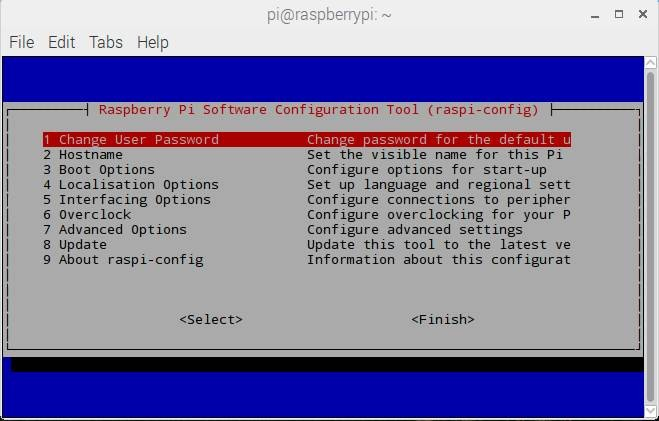 pi@raspberrypi: ~
File Edit Tabs Help
Raspberry Pi Software Configuration Tool (raspi-config)
1 Change User Password Change password for the default u
2 Hostname Set the visible name for this Pi
3 Boot Options Configure options for start-up
4 Localisation Options Set up language and regional sett
5 Interfacing Options Configure connections to peripher
6 Overclock Configure overclocking for your P
7 Advanced Options Configure advanced settings
8 Update Update this tool to the latest ve
9 About raspi-config Information about this configurat
<Select> <Finish>